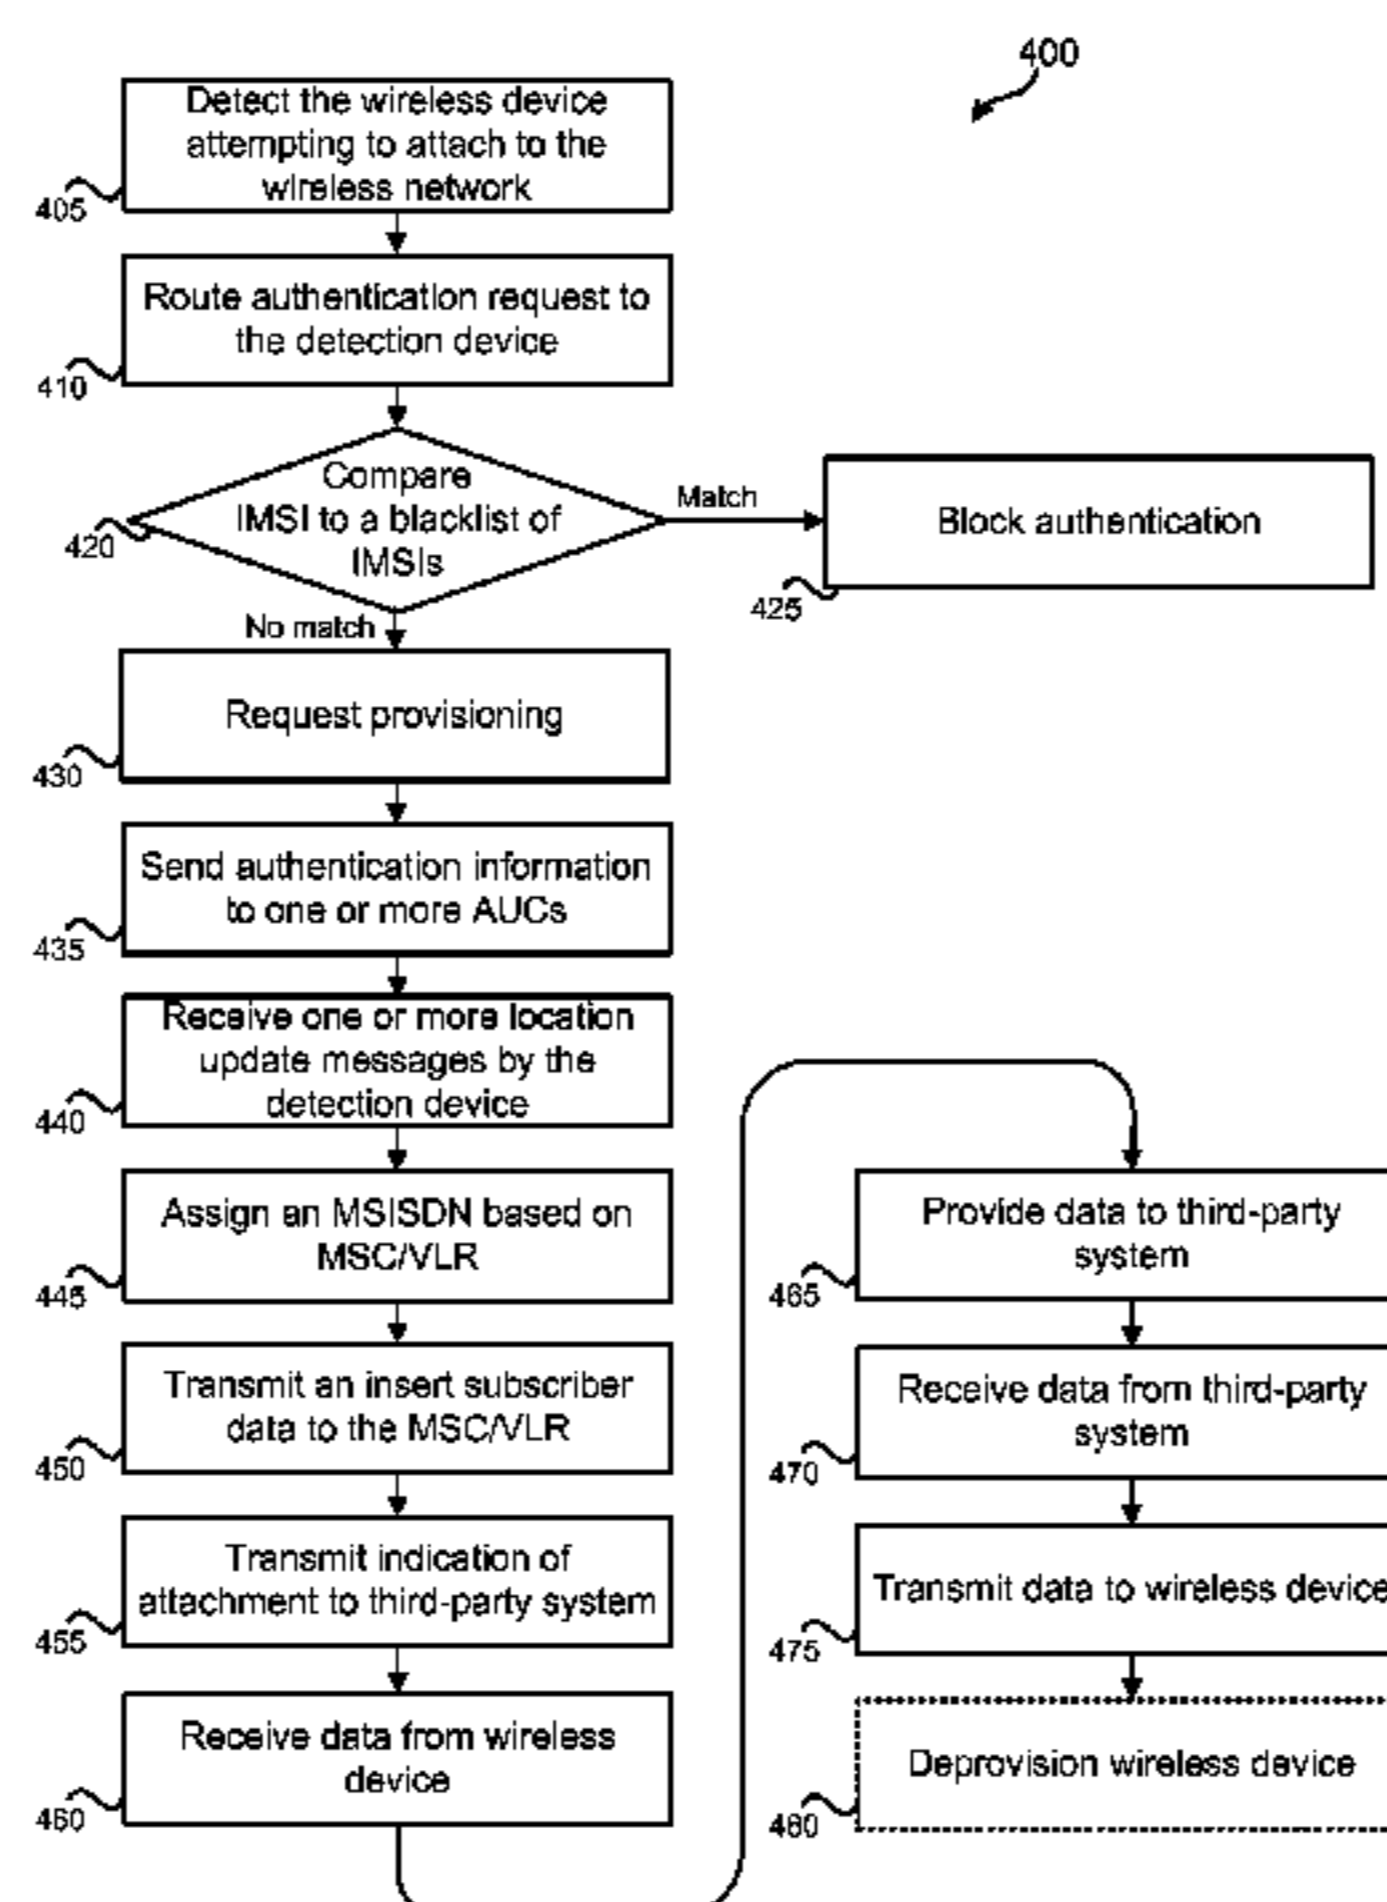 400
Detect the wireless device
attempting to attach to the
wireless network
405
Route authentication request to
the detection device
410
Compare
IMSI to a blacklist of
IMSIs
420
Match
Block authentication
425
No match
Request provisioning
430
Send authentication information
to one or more AUCs
435
Receive one or more location
update messages by the
detection device
440
Assign an MSISDN based on
MSC/VLR
445
Transmit an insert subscriber
data to the MSC/VLR
450
Transmit indication of
attachment to third-party system
455
Receive data from wireless
device
460
Provide data to third-party
system
465
Receive data from third-party
system
470
Transmit data to wireless device
475
Deprovision wireless device
480